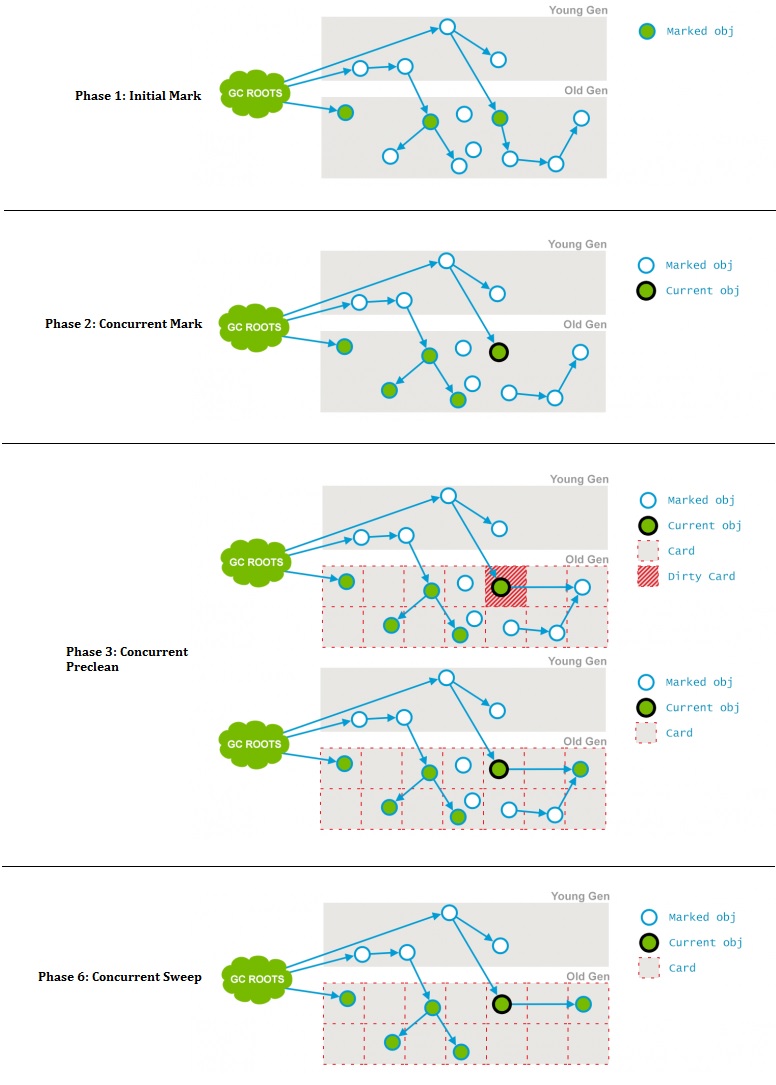 Young Gen
Marked obj
GC ROOTS
Phase 1: Initial Mark
Old Gen
Young Gen
Marked obj
Current obj
Phase 2: Concurrent Mark
GC ROOTS
Old Gen
Young Gen
Marked obj
Current obj
Card
Dirty Card
GC ROOTS
Old Gen
Phase 3: Concurrent
Preclean
Young Gen
Marked obj
Current obj
Card
GC ROOTS
Old Gen
Young Gen
Marked obj
Current obj
Card
Phase 6: Concurrent Sweep
GC ROOTS
Old Gen